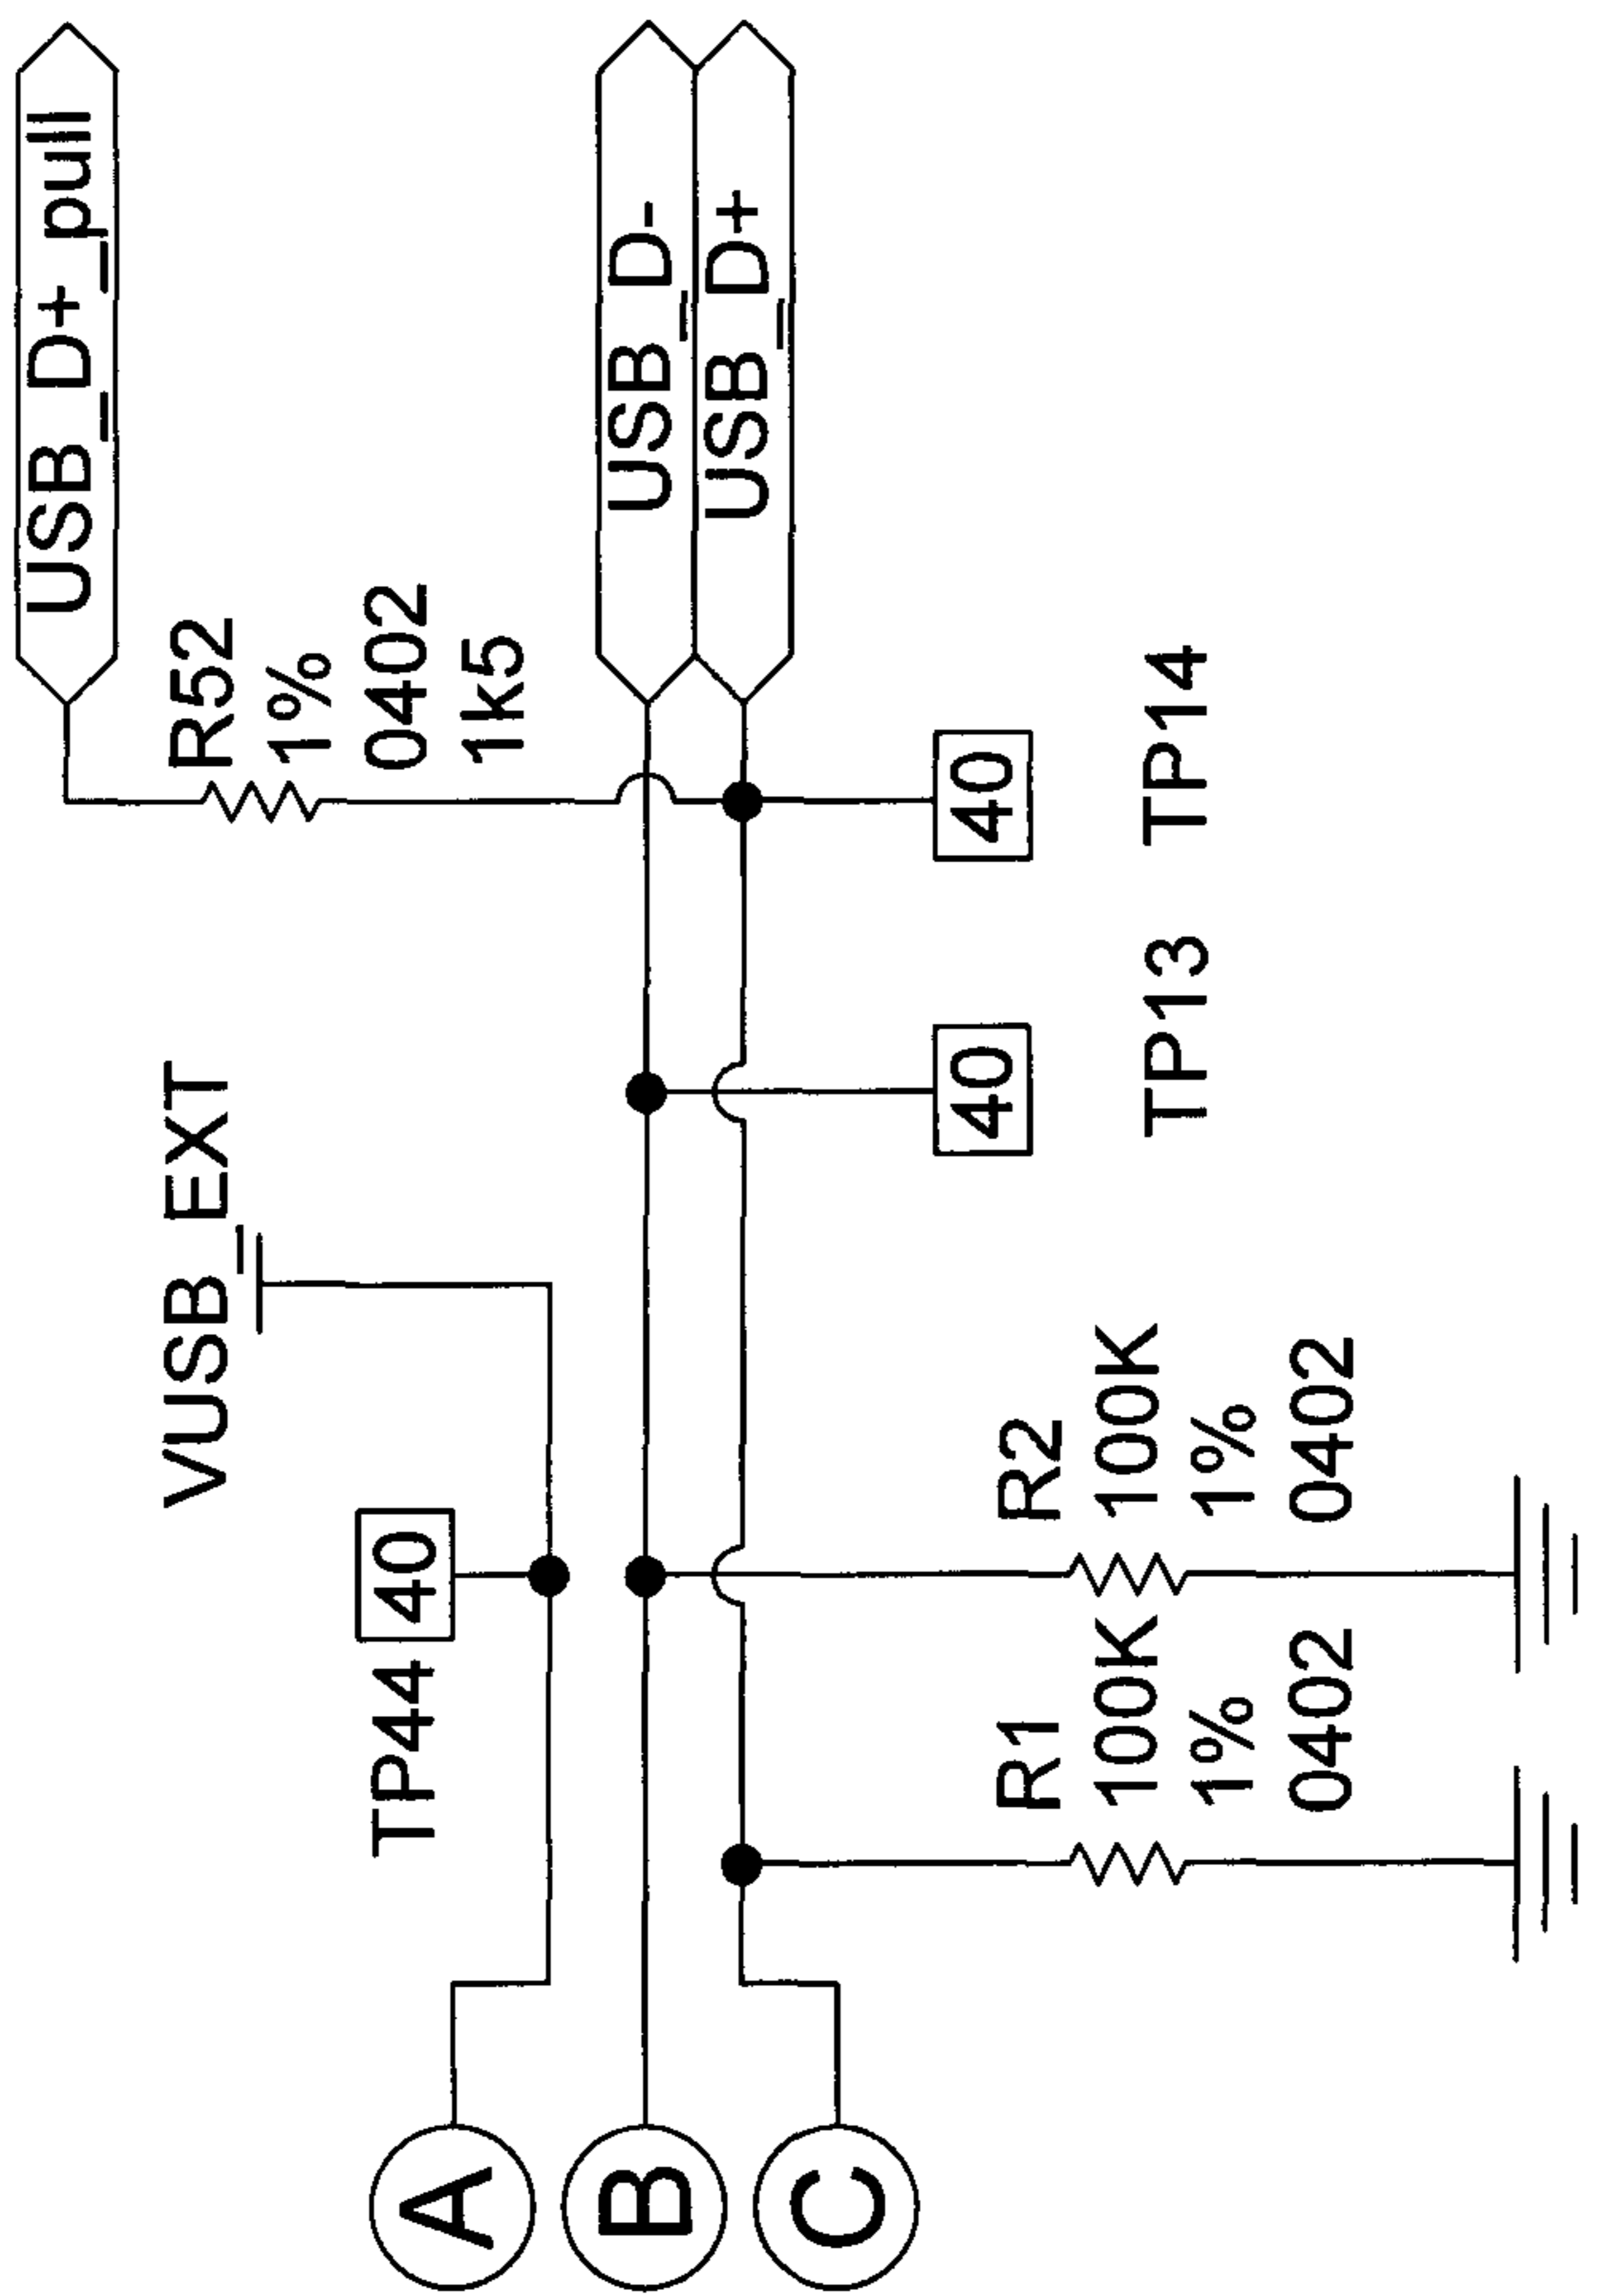 USB_D+_pull
R52
1%
0402
1k5
VUSB_EXT
TP44
40
USB_D-
USB_D+
A
B
C
40
40
TP13
TP14
R1
100K
1%
0402
R2
100K
1%
0402